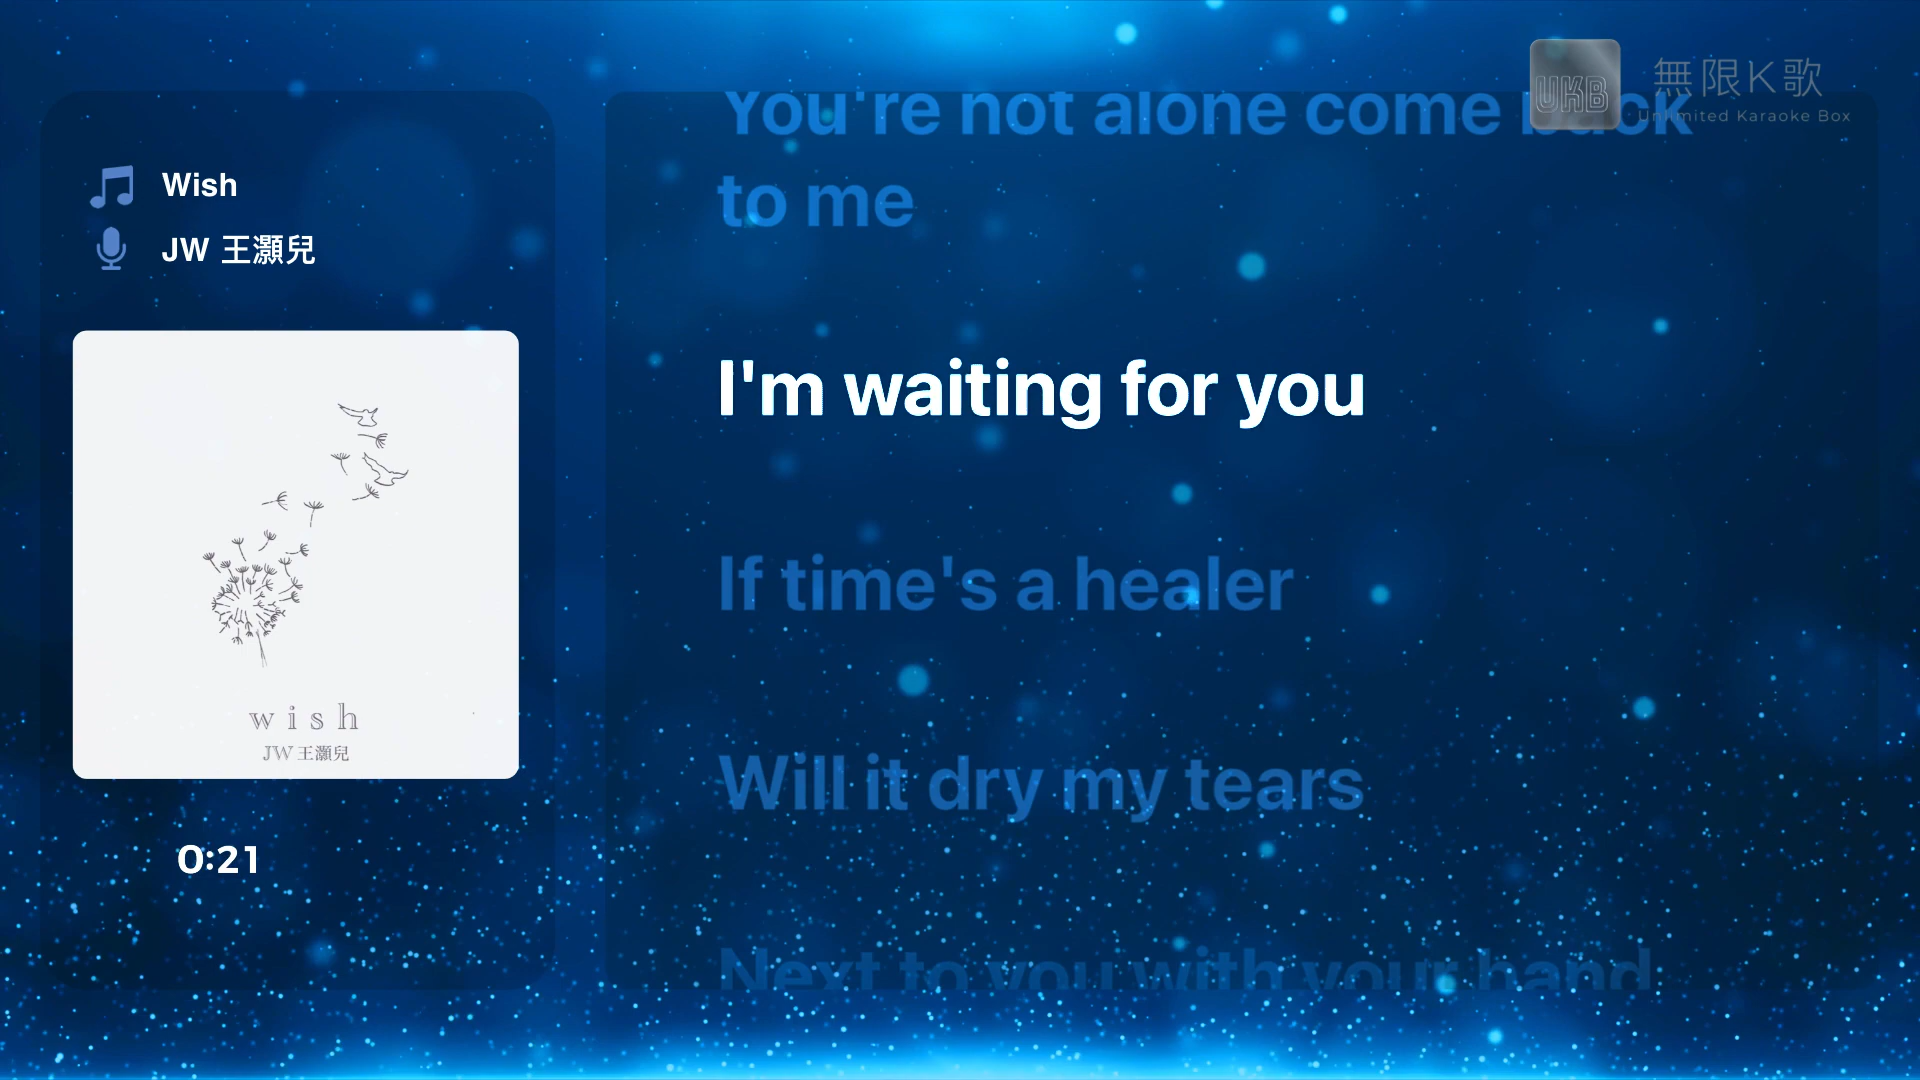 Wish
JW 王灝兒
wish
JW 王灝兒
0:21
You're not alone come back
to me
I'm waiting for you
If time's a healer
Will it dry my tears
Next to you with your hand
UKB
無限K歌
Unlimited Karaoke Box